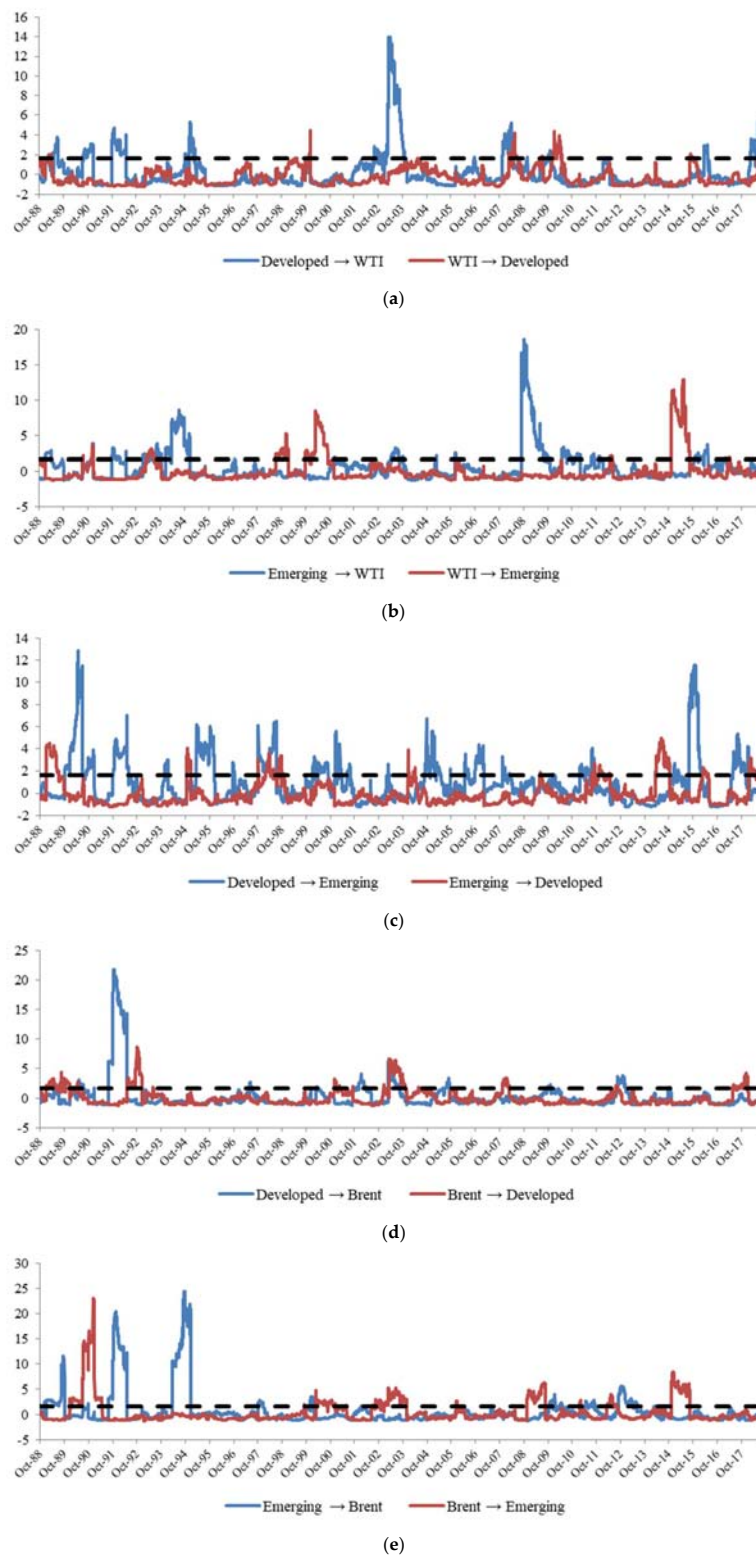 16
14
12
10
8
6
4
2
0
-2
Oct-88 Oct-89 Oct-90 Oct-91 Oct-92 Oct-93 Oct-94 Oct-95 Oct-96 Oct-97 Oct-98 Oct-99 Oct-00 Oct-01 Oct-02 Oct-03 Oct-04 Oct-05 Oct-06 Oct-07 Oct-08 Oct-09 Oct-10 Oct-11 Oct-12 Oct-13 Oct-14 Oct-15 Oct-16 Oct-17
Developed → WTI WTI → Developed
(a)
20
15
10
5
0
-5
Oct-88 Oct-89 Oct-90 Oct-91 Oct-92 Oct-93 Oct-94 Oct-95 Oct-96 Oct-97 Oct-98 Oct-99 Oct-00 Oct-01 Oct-02 Oct-03 Oct-04 Oct-05 Oct-06 Oct-07 Oct-08 Oct-09 Oct-10 Oct-11 Oct-12 Oct-13 Oct-14 Oct-15 Oct-16 Oct-17
Emerging → WTI WTI → Emerging
(b)
14
12
10
8
6
4
2
0
-2
Oct-88 Oct-89 Oct-90 Oct-91 Oct-92 Oct-93 Oct-94 Oct-95 Oct-96 Oct-97 Oct-98 Oct-99 Oct-00 Oct-01 Oct-02 Oct-03 Oct-04 Oct-05 Oct-06 Oct-07 Oct-08 Oct-09 Oct-10 Oct-11 Oct-12 Oct-13 Oct-14 Oct-15 Oct-16 Oct-17
Developed → Emerging Emerging → Developed
(c)
25
20
15
10
5
0
-5
Oct-88 Oct-89 Oct-90 Oct-91 Oct-92 Oct-93 Oct-94 Oct-95 Oct-96 Oct-97 Oct-98 Oct-99 Oct-00 Oct-01 Oct-02 Oct-03 Oct-04 Oct-05 Oct-06 Oct-07 Oct-08 Oct-09 Oct-10 Oct-11 Oct-12 Oct-13 Oct-14 Oct-15 Oct-16 Oct-17
Developed → Brent Brent → Developed
(d)
30
25
20
15
10
5
0
-5
Oct-88 Oct-89 Oct-90 Oct-91 Oct-92 Oct-93 Oct-94 Oct-95 Oct-96 Oct-97 Oct-98 Oct-99 Oct-00 Oct-01 Oct-02 Oct-03 Oct-04 Oct-05 Oct-06 Oct-07 Oct-08 Oct-09 Oct-10 Oct-11 Oct-12 Oct-13 Oct-14 Oct-15 Oct-16 Oct-17
Emerging → Brent Brent → Emerging
(e)